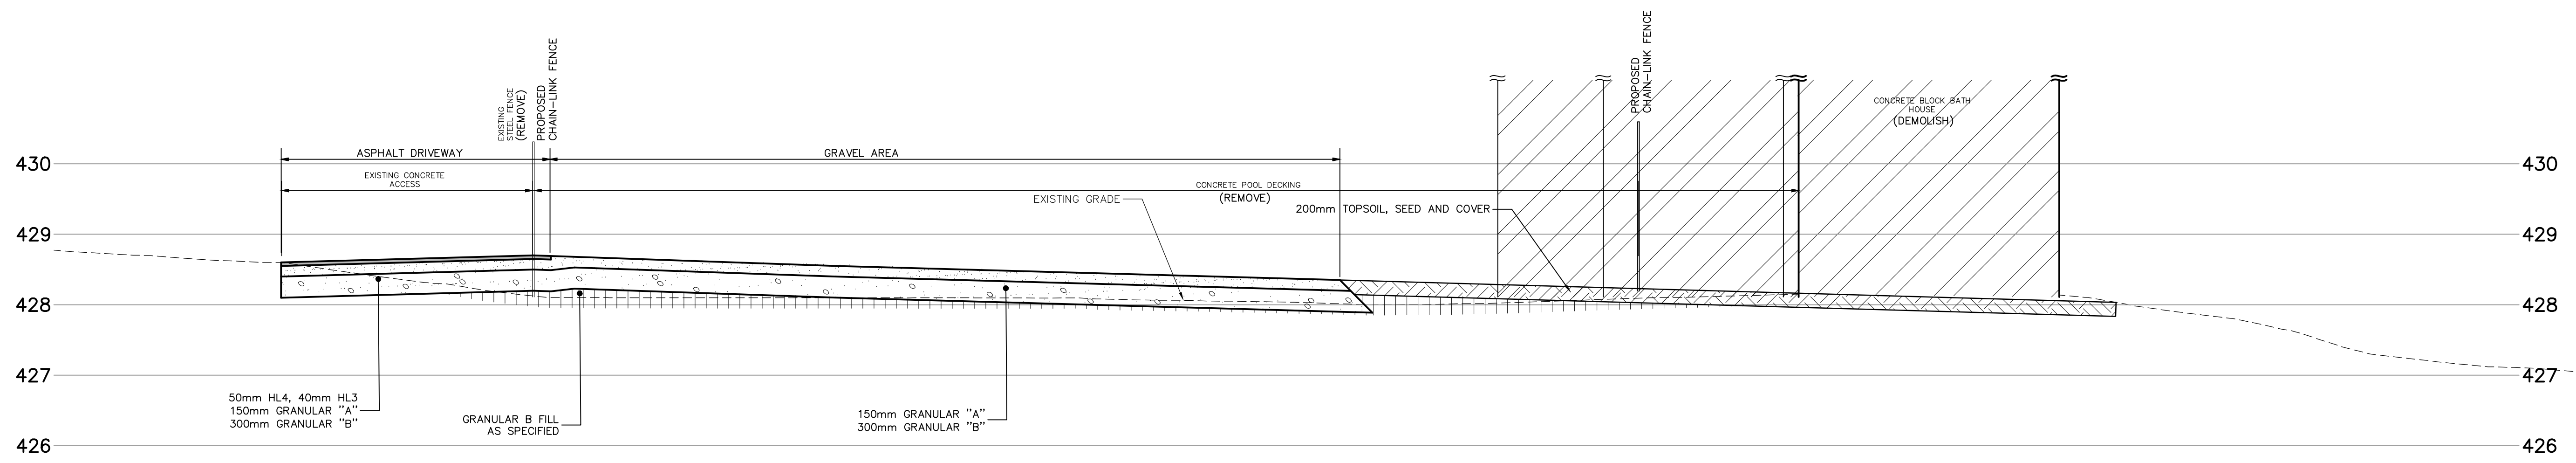 EXISTING
STEEL FENCE
(REMOVE)
PROPOSED
CHAIN-LINK FENCE
PROPOSED
CHAIN-LINK FENCE
CONCRETE BLOCK BATH
HOUSE
(DEMOLISH)
ASPHALT DRIVEWAY
GRAVEL AREA
430
430
EXISTING CONCRETE
ACCESS
CONCRETE POOL DECKING
(REMOVE)
EXISTING GRADE
200mm TOPSOIL, SEED AND COVER
429
429
428
428
427
427
50mm HL4, 40mm HL3
150mm GRANULAR "A"
300mm GRANULAR "B"
GRANULAR B FILL
AS SPECIFIED
150mm GRANULAR "A"
300mm GRANULAR "B"
426
426